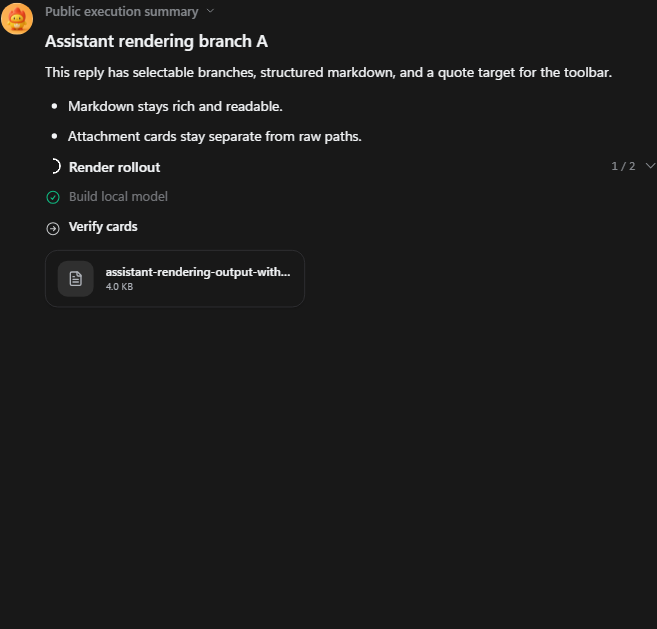 Public execution summary
Assistant rendering branch A
This reply has selectable branches, structured markdown, and a quote target for the toolbar.
Markdown stays rich and readable.
Attachment cards stay separate from raw paths.
Render rollout 1 / 2
Build local model
Verify cards
assistant-rendering-output-with...
4.0 KB